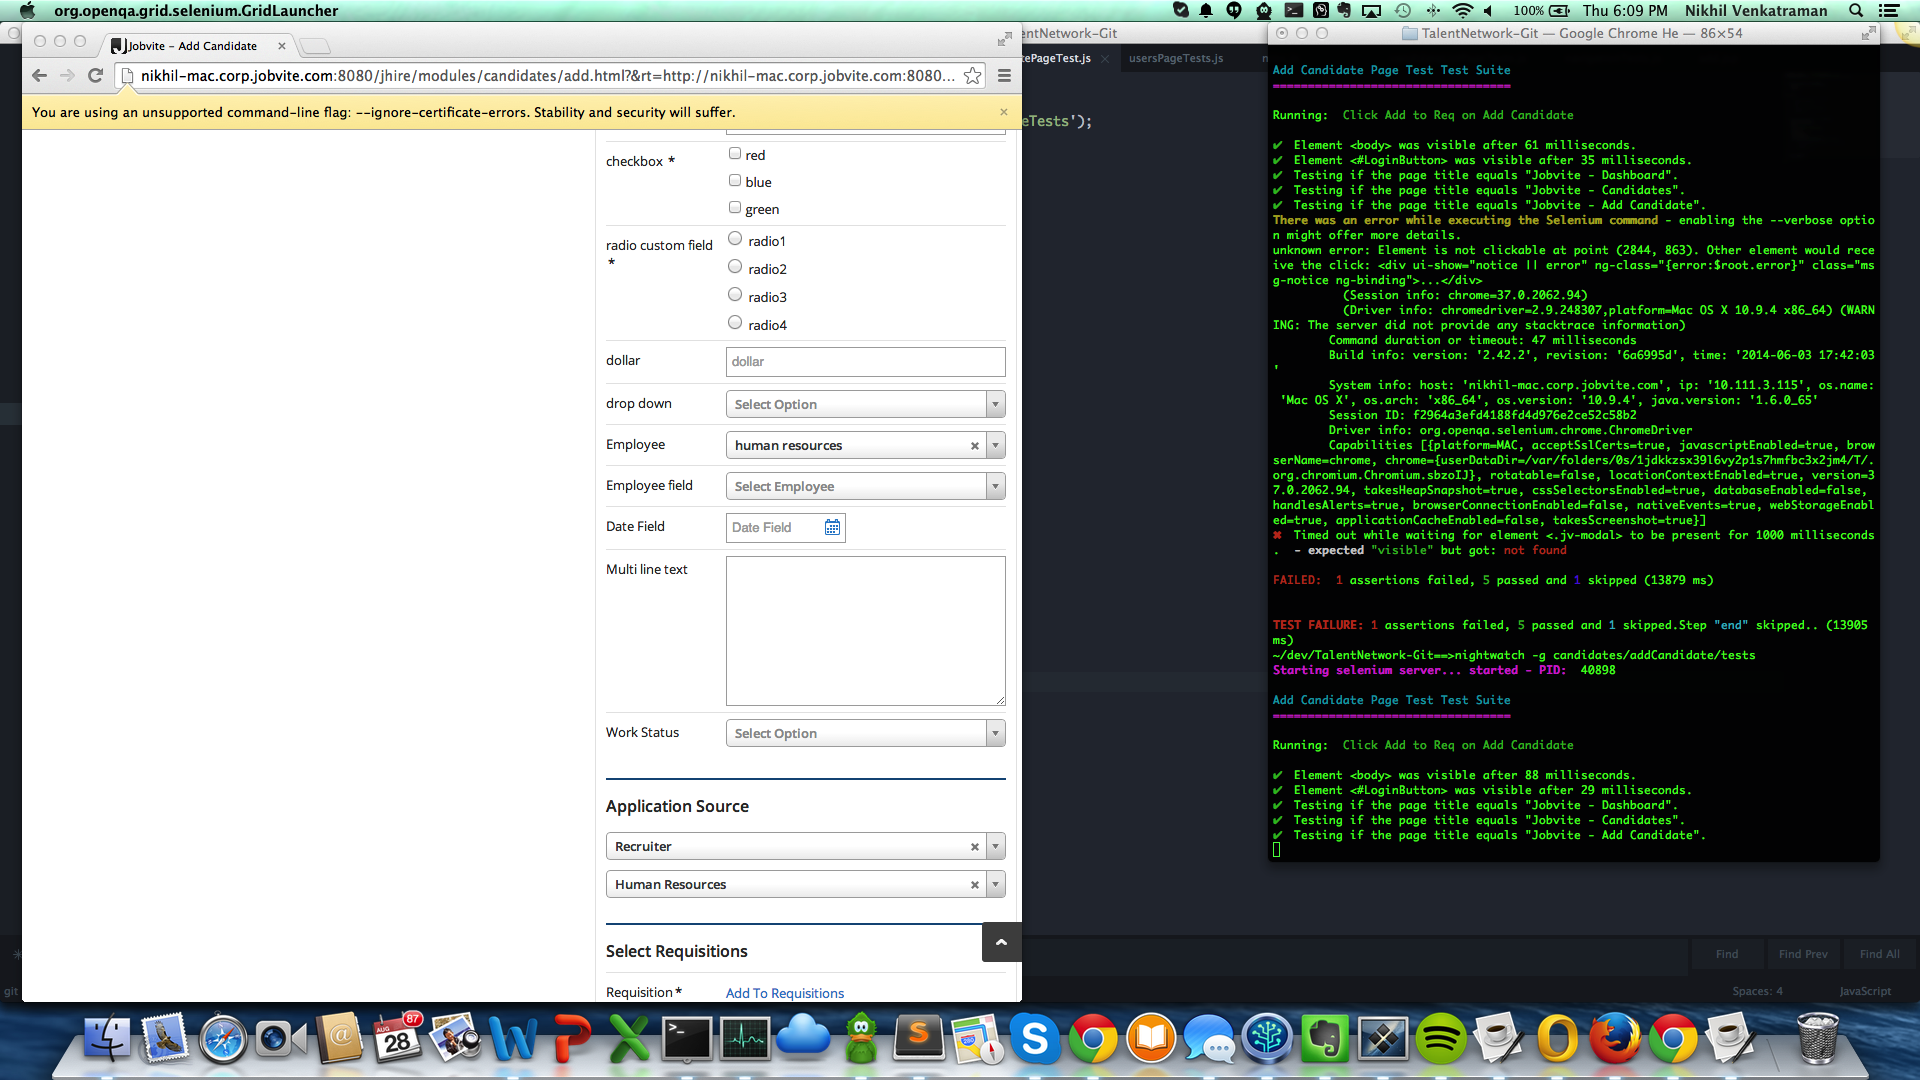 org.openqa.grid.selenium.GridLauncher
100%
Thu 6:09 PM
Nikhil Venkatraman
Jobvite – Add Candidate
nikhil-mac.corp.jobvite.com:8080/jhire/modules/candidates/add.html?&rt=http://nikhil-mac.corp.jobvite.com:8080...
You are using an unsupported command-line flag: --ignore-certificate-errors. Stability and security will suffer.
checkbox *
red
blue
green
radio custom field
*
radio1
radio2
radio3
radio4
dollar
dollar
drop down
Select Option
Employee
human resources
Employee field
Select Employee
Date Field
Date Field
Multi line text
Work Status
Select Option
Application Source
Recruiter
Human Resources
Select Requisitions
Requisition*
Add To Requisitions
entNetwork-Git
tePageTest.js
usersPageTests.js
eTests');
Find
Find Prev
Find All
git
Spaces: 4
JavaScript
TalentNetwork-Git — Google Chrome He — 86×54
Add Candidate Page Test Test Suite
==================================
Running:  Click Add to Req on Add Candidate
✔  Element <body> was visible after 61 milliseconds.
✔  Element <#LoginButton> was visible after 35 milliseconds.
✔  Testing if the page title equals "Jobvite - Dashboard".
✔  Testing if the page title equals "Jobvite - Candidates".
✔  Testing if the page title equals "Jobvite - Add Candidate".
There was an error while executing the Selenium command - enabling the --verbose optio
n might offer more details.
unknown error: Element is not clickable at point (2844, 863). Other element would rece
ive the click: <div ui-show="notice || error" ng-class="{error:$root.error}" class="ms
g-notice ng-binding">...</div>
(Session info: chrome=37.0.2062.94)
(Driver info: chromedriver=2.9.248307,platform=Mac OS X 10.9.4 x86_64) (WARN
ING: The server did not provide any stacktrace information)
Command duration or timeout: 47 milliseconds
Build info: version: '2.42.2', revision: '6a6995d', time: '2014-06-03 17:42:03
'
System info: host: 'nikhil-mac.corp.jobvite.com', ip: '10.111.3.115', os.name:
'Mac OS X', os.arch: 'x86_64', os.version: '10.9.4', java.version: '1.6.0_65'
Session ID: f2964a3efd4188fd4d976e2ce52c58b2
Driver info: org.openqa.selenium.chrome.ChromeDriver
Capabilities [{platform=MAC, acceptSslCerts=true, javascriptEnabled=true, brow
serName=chrome, chrome={userDataDir=/var/folders/0s/1jdkkzsx39l6vy2p1s7hmfbc3x2jm4/T/.
org.chromium.Chromium.sbzoIJ}, rotatable=false, locationContextEnabled=true, version=3
7.0.2062.94, takesHeapSnapshot=true, cssSelectorsEnabled=true, databaseEnabled=false,
handlesAlerts=true, browserConnectionEnabled=false, nativeEvents=true, webStorageEnabl
ed=true, applicationCacheEnabled=false, takesScreenshot=true}]
✖  Timed out while waiting for element <.jv-modal> to be present for 1000 milliseconds
.  - expected "visible" but got: not found
FAILED:  1 assertions failed, 5 passed and 1 skipped (13879 ms)
TEST FAILURE: 1 assertions failed, 5 passed and 1 skipped.Step "end" skipped.. (13905
ms)
~/dev/TalentNetwork-Git==>nightwatch -g candidates/addCandidate/tests
Starting selenium server... started - PID:  40898
Add Candidate Page Test Test Suite
==================================
Running:  Click Add to Req on Add Candidate
✔  Element <body> was visible after 88 milliseconds.
✔  Element <#LoginButton> was visible after 29 milliseconds.
✔  Testing if the page title equals "Jobvite - Dashboard".
✔  Testing if the page title equals "Jobvite - Candidates".
✔  Testing if the page title equals "Jobvite - Add Candidate".
AUG
28
87
280